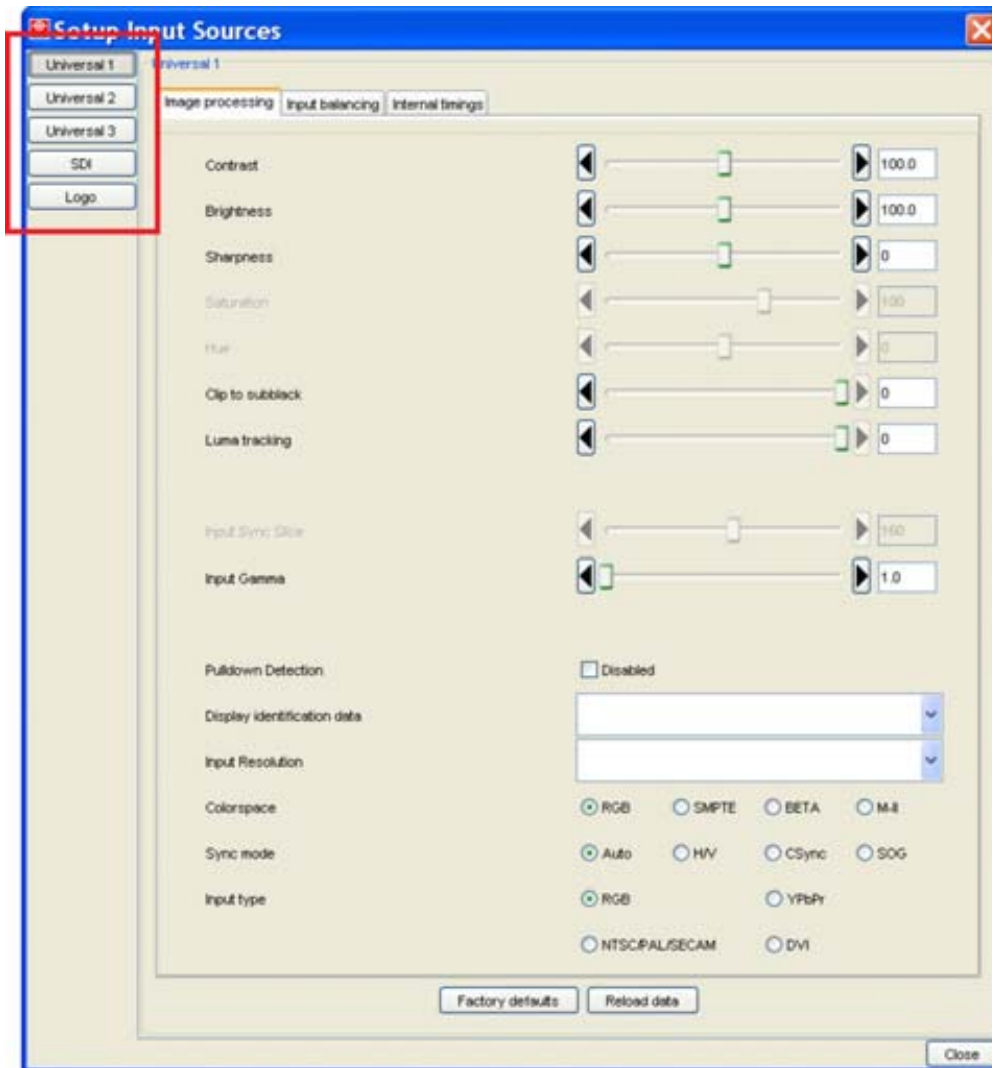 Setup Input Sources
Universal 1
Universal 2
Universal 3
SDI
Logo
Universal 1
Image processing Input balancing Internal timings
Contrast 100.0
Brightness 100.0
Sharpness 0
Saturation 100
Hue 0
Clip to subblack 0
Luma tracking 0
Input Sync Slice 160
Input Gamma 1.0
Pulldown Detection Disabled
Display identification data
Input Resolution
Colorspace RGB SMPTE BETA M-II
Sync mode Auto H/V CSync SOG
Input type RGB YPbPr
NTSC/PAL/SECAM DVI
Factory defaults Reload data
Close